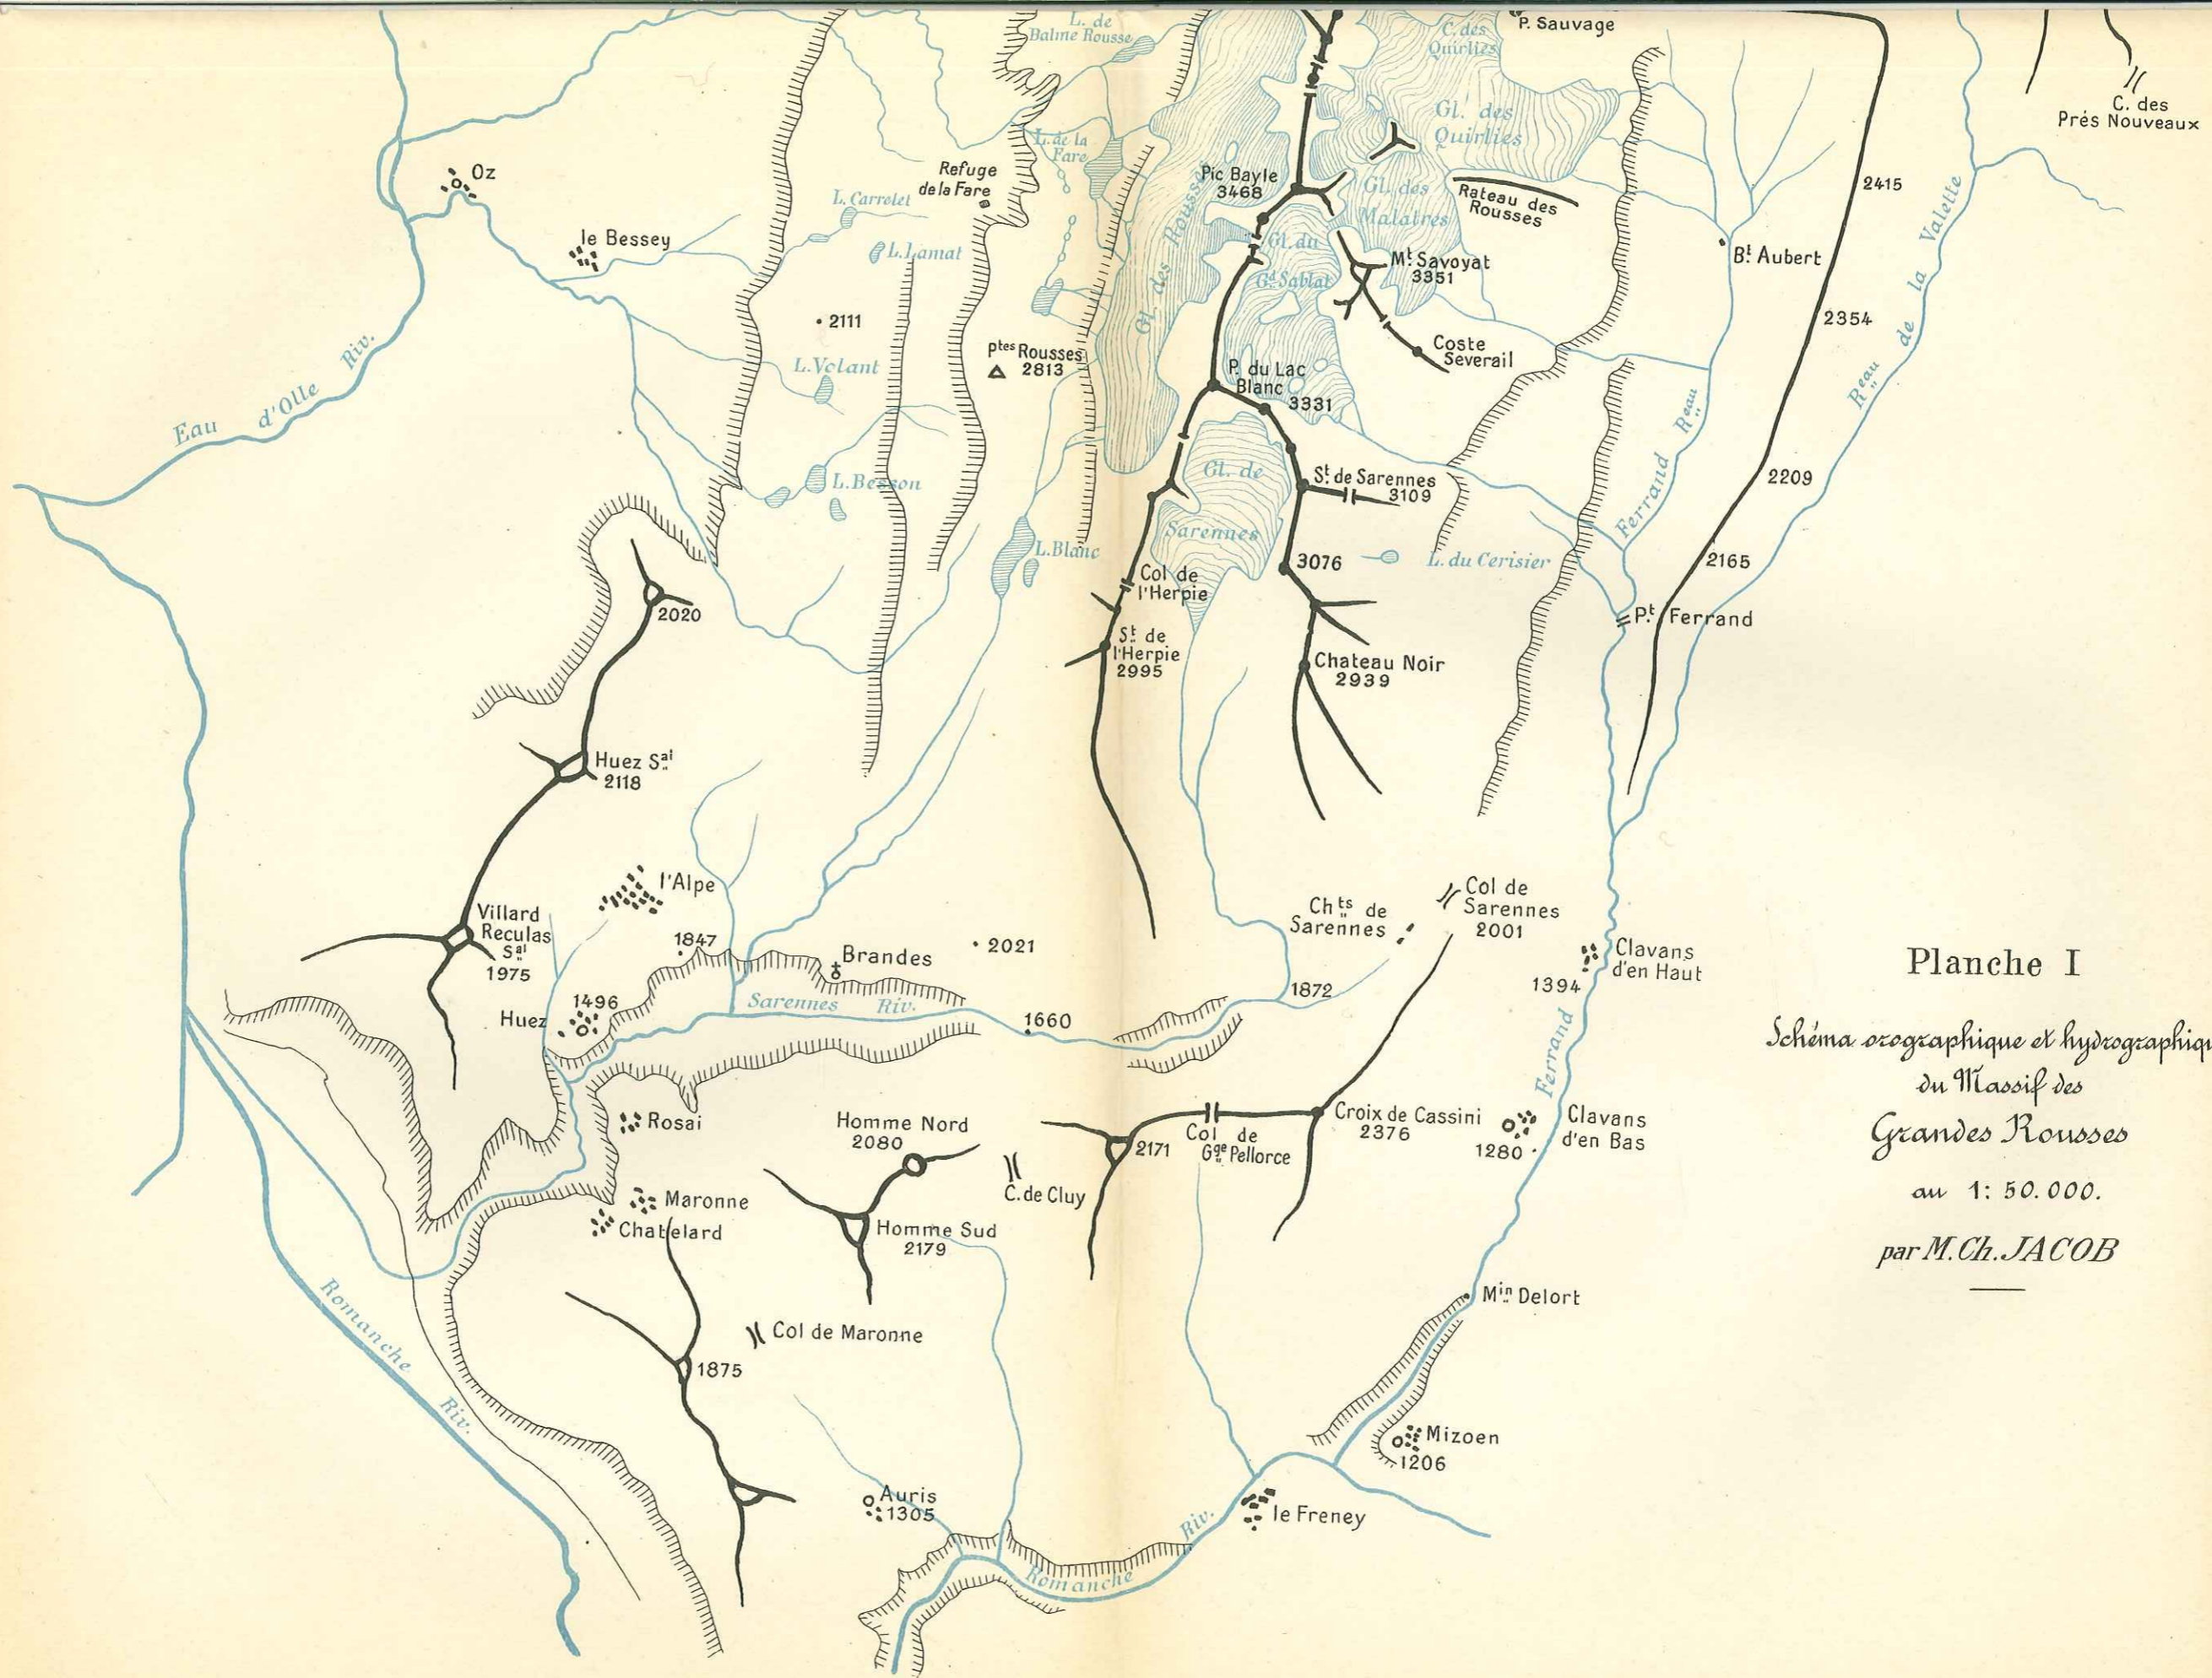 L. de
Balme Rousse
C. des
Quirlies
P. Sauvage
C. des
Prés Nouveaux
Gl. des
Quirlies
L. de la
Fare
Oz
Refuge
de la Fare
Pic Bayle
3468
Gl. des
Malatres
Rateau des
Rousses
2415
L. Carrelet
le Bessey
L. Lamat
Gl. des Rousses
Gl. du
Gd Sablat
Mt Savoyat
3351
Bt Aubert
Reau de la Valette
2111
2354
Eau d'Olle Riv.
ptes Rousses
2813
L. Volant
P. du Lac
Blanc
3331
Coste
Severail
Ferrand Reau
L. Besson
Gl. de
Sarennes
St de Sarennes
3109
2209
L. Blanc
3076
L. du Cerisier
2165
Col de
l'Herpie
2020
Pt Ferrand
St de
l'Herpie
2995
Chateau Noir
2939
Huez Sal
2118
l'Alpe
Villard
Reculas
Sal
1975
1847
Brandes
2021
Chts de
Sarennes
Col de
Sarennes
2001
Clavans
d'en Haut
1394
Huez
1496
Sarennes Riv.
1660
1872
Ferrand
Rosai
Homme Nord
2080
C. de Cluy
2171
Col de
Gge Pellorce
Croix de Cassini
2376
Clavans
d'en Bas
1280
Maronne
Chatelard
Homme Sud
2179
Romanche
Riv.
Col de Maronne
1875
Min Delort
Mizoen
1206
Auris
1305
le Freney
Romanche
Riv.
Planche I
Schéma orographique et hydrographiqu
du Massif des
Grandes Rousses
au 1: 50.000.
par M. Ch. JACOB